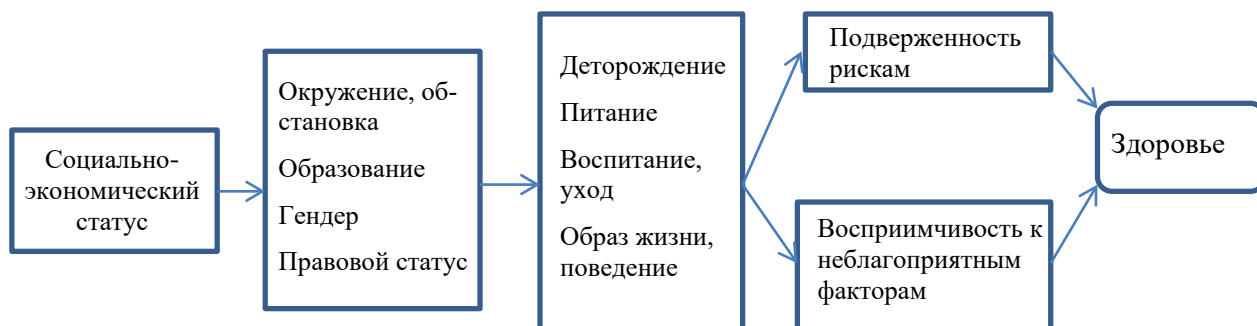 Социально-
экономический
статус
Окружение, об-
становка
Образование
Гендер
Правовой статус
Деторождение
Питание
Воспитание,
уход
Образ жизни,
поведение
Подверженность
рискам
Восприимчивость к
неблагоприятным
факторам
Здоровье